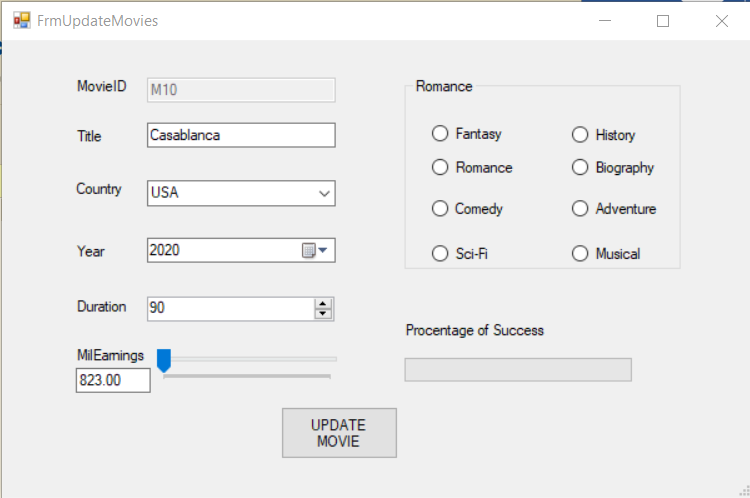 FrmUpdateMovies
MovieID
M10
Title
Casablanca
Country
USA
Year
2020
Duration
90
MilEarnings
823.00
Romance
Fantasy
History
Romance
Biography
Comedy
Adventure
Sci-Fi
Musical
Procentage of Success
UPDATE
MOVIE